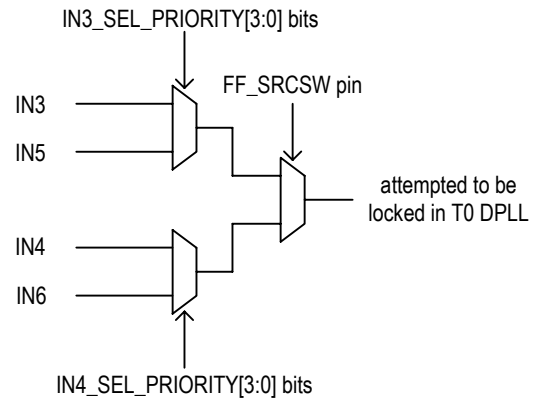 IN3_SEL_PRIORITY[3:0] bits
FF_SRCSW pin
IN3
IN5
attempted to be
locked in T0 DPLL
IN4
IN6
IN4_SEL_PRIORITY[3:0] bits